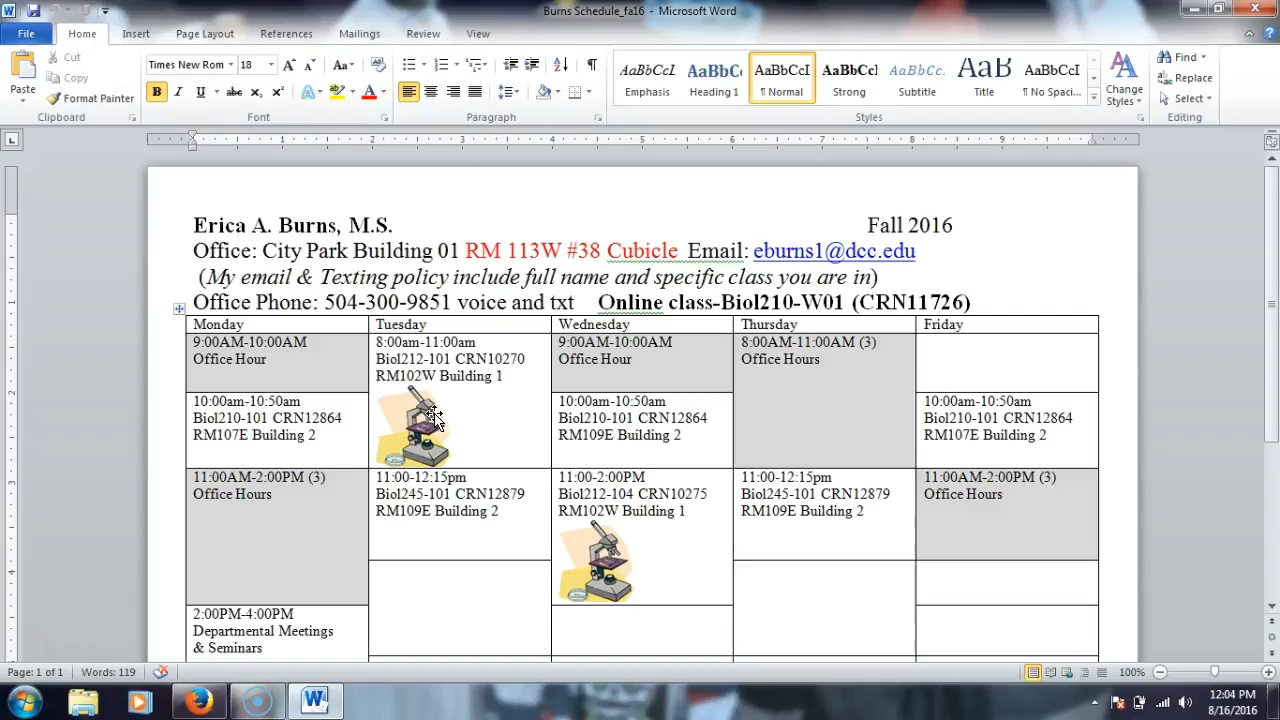 Burns Schedule_fa16 - Microsoft Word
File Home Insert Page Layout References Mailings Review View
Paste
Cut
Copy
Format Painter
Clipboard
Times New Rom 18
Font
Paragraph
AaBbCcI AaBbC AaBbCcI AaBbCcI AaBbCc. AaB AaBbCcI
Emphasis Heading 1 ¶ Normal Strong Subtitle Title ¶ No Spaci...
Change Styles
Styles
Find
Replace
Select
Editing
Erica A. Burns, M.S. Fall 2016
Office: City Park Building 01 RM 113W #38 Cubicle Email: eburns1@dcc.edu
(My email & Texting policy include full name and specific class you are in)
Office Phone: 504-300-9851 voice and txt Online class-Biol210-W01 (CRN11726)
Monday Tuesday Wednesday Thursday Friday
9:00AM-10:00AM
Office Hour
8:00am-11:00am
Biol212-101 CRN10270
RM102W Building 1
9:00AM-10:00AM
Office Hour
8:00AM-11:00AM (3)
Office Hours
10:00am-10:50am
Biol210-101 CRN12864
RM107E Building 2
10:00am-10:50am
Biol210-101 CRN12864
RM109E Building 2
10:00am-10:50am
Biol210-101 CRN12864
RM107E Building 2
11:00AM-2:00PM (3)
Office Hours
11:00-12:15pm
Biol245-101 CRN12879
RM109E Building 2
11:00-2:00PM
Biol212-104 CRN10275
RM102W Building 1
11:00-12:15pm
Biol245-101 CRN12879
RM109E Building 2
11:00AM-2:00PM (3)
Office Hours
2:00PM-4:00PM
Departmental Meetings
& Seminars
Page: 1 of 1 Words: 119 100%
12:04 PM
8/16/2016